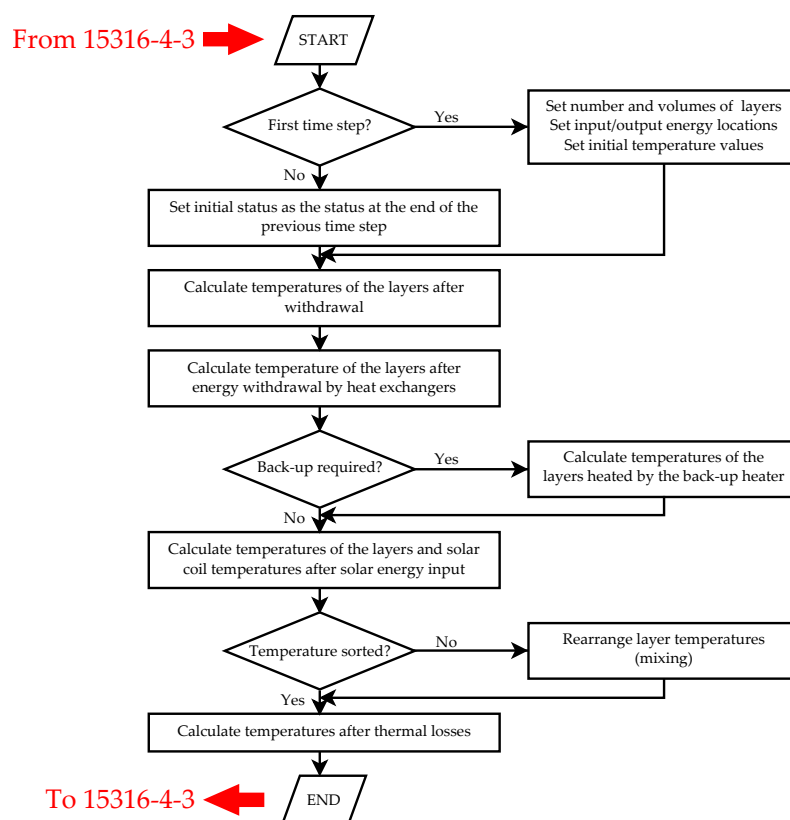 From 15316-4-3
START
First time step?
Yes
Set number and volumes of layers
Set input/output energy locations
Set initial temperature values
No
Set initial status as the status at the end of the
previous time step
Calculate temperatures of the layers after
withdrawal
Calculate temperature of the layers after
energy withdrawal by heat exchangers
Back-up required?
Yes
Calculate temperatures of the
layers heated by the back-up heater
No
Calculate temperatures of the layers and solar
coil temperatures after solar energy input
Temperature sorted?
No
Rearrange layer temperatures
(mixing)
Yes
Calculate temperatures after thermal losses
To 15316-4-3
END